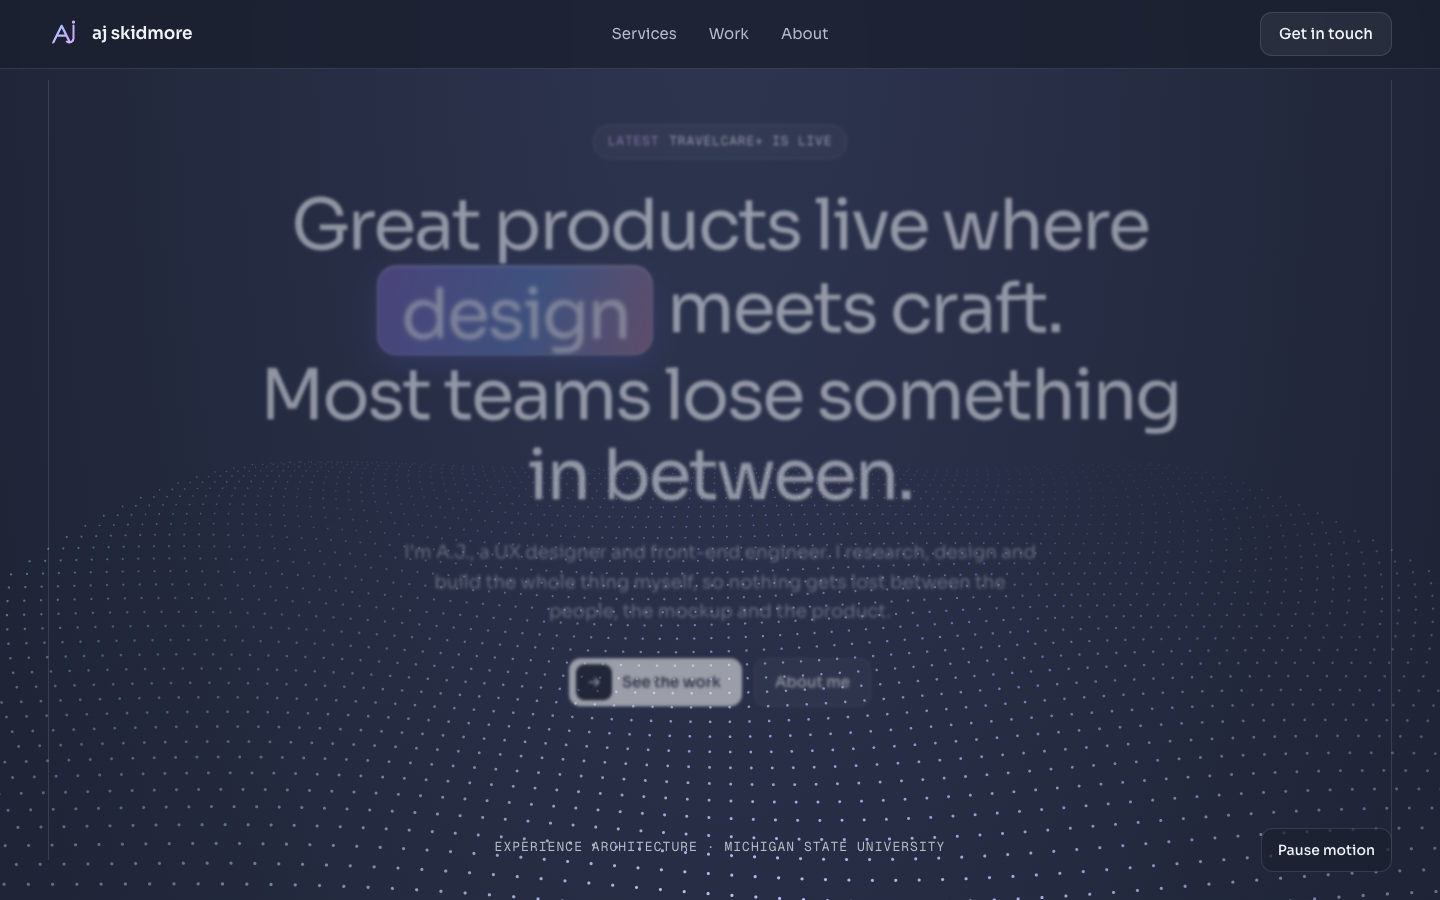 AJ aj skidmore Services Work About Get in touch
LATEST TRAVELCARE+ IS LIVE
Great products live where
design meets craft.
Most teams lose something
in between.
I'm A.J., a UX designer and front-end engineer. I research, design and
build the whole thing myself, so nothing gets lost between the
people, the mockup and the product.
See the work About me
EXPERIENCE ARCHITECTURE · MICHIGAN STATE UNIVERSITY
Pause motion